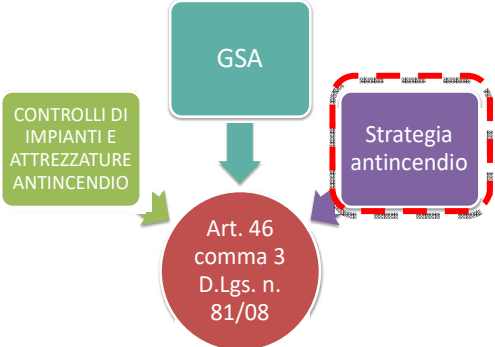 GSA
CONTROLLI DI
IMPIANTI E
ATTREZZATURE
ANTINCENDIO
Strategia
antincendio
Art. 46
comma 3
D.Lgs. n.
81/08